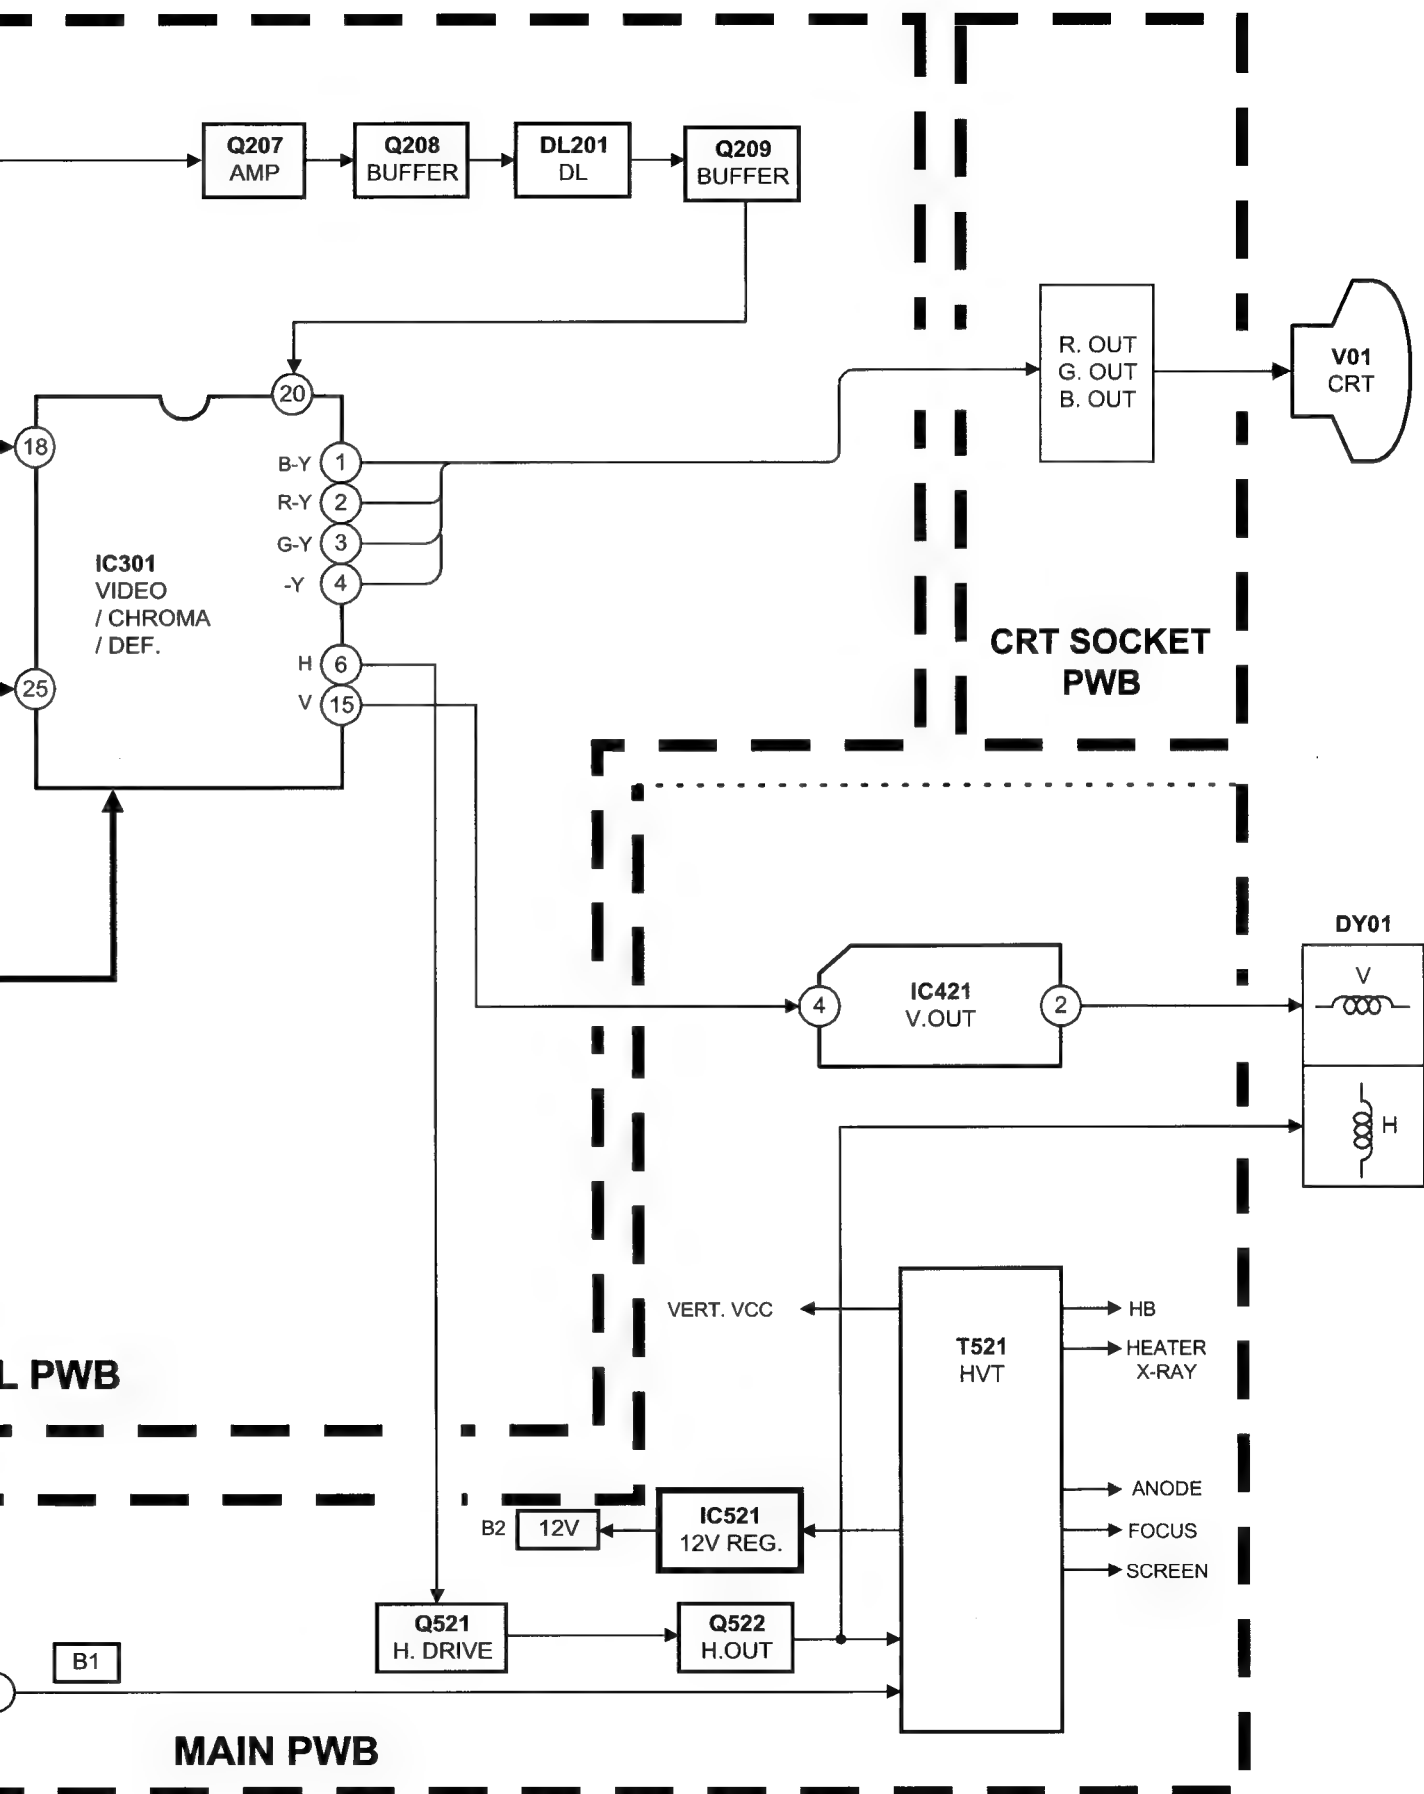 Q207
AMP
Q208
BUFFER
DL201
DL
Q209
BUFFER
R. OUT
G. OUT
B. OUT
V01
CRT
20
18
B-Y 1
R-Y 2
G-Y 3
-Y 4
IC301
VIDEO
/ CHROMA
/ DEF.
H 6
25
V 15
CRT SOCKET
PWB
DY01
V
4
IC421
V.OUT
2
H
VERT. VCC
T521
HVT
HB
HEATER
X-RAY
L PWB
ANODE
FOCUS
SCREEN
B2 12V
IC521
12V REG.
Q521
H. DRIVE
Q522
H.OUT
B1
MAIN PWB